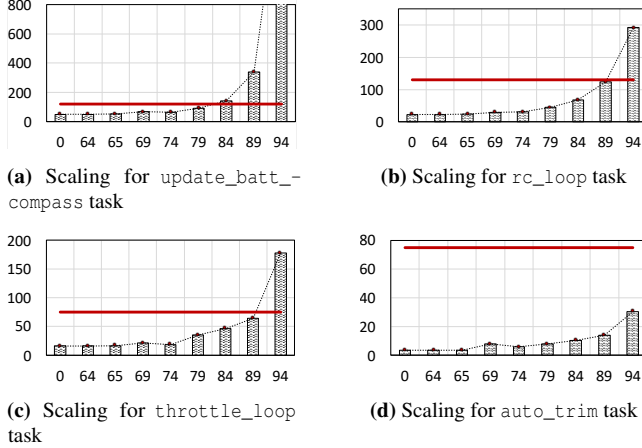 800
600
400
200
0
0 64 65 69 74 79 84 89 94
(a) Scaling for update_batt_-
compass task
300
200
100
0
0 64 65 69 74 79 84 89 94
(b) Scaling for rc_loop task
200
150
100
50
0
0 64 65 69 74 79 84 89 94
(c) Scaling for throttle_loop
task
80
60
40
20
0
0 64 65 69 74 79 84 89 94
(d) Scaling for auto_trim task